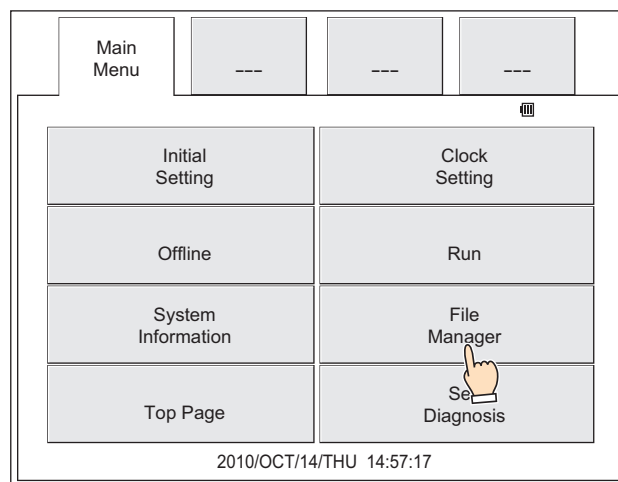 Main
Menu
---
---
---
Initial
Setting
Clock
Setting
Offline
Run
System
Information
File
Manager
Top Page
Se
Diagnosis
2010/OCT/14/THU 14:57:17